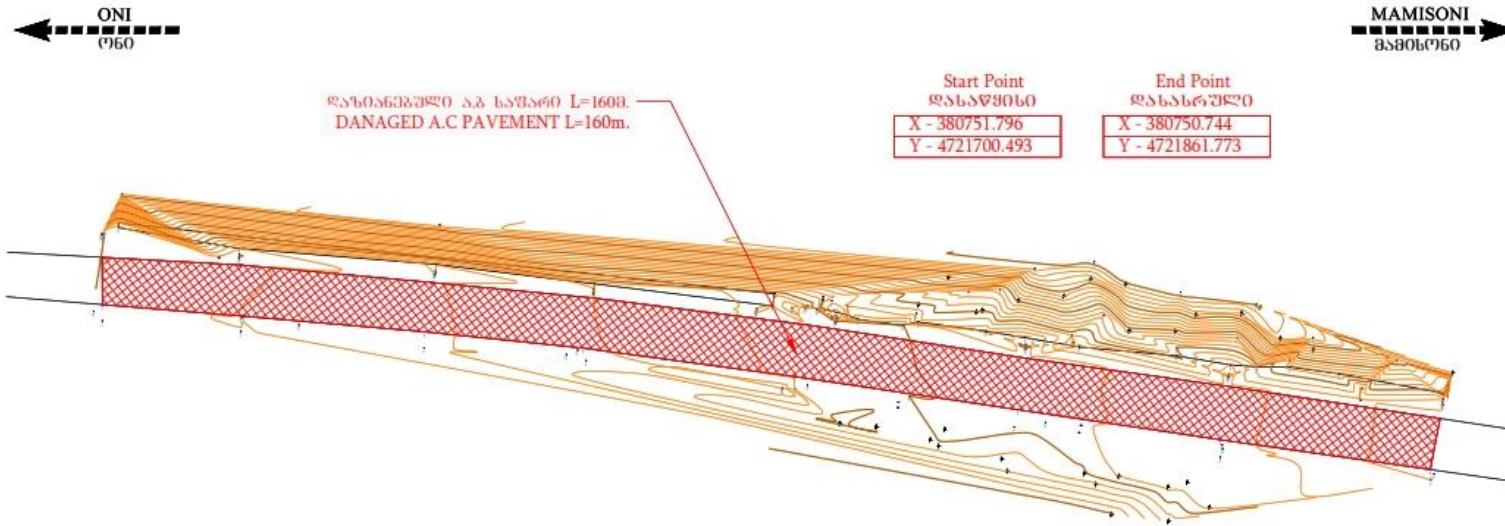 ONI
ონი
MAMISONI
მამისონი
დაზიანებული ა.ბ საფარი L=160მ.
DANAGED A.C PAVEMENT L=160m.
Start Point
დასაწყისი
X - 380751.796
Y - 4721700.493
End Point
დასასრული
X - 380750.744
Y - 4721861.773